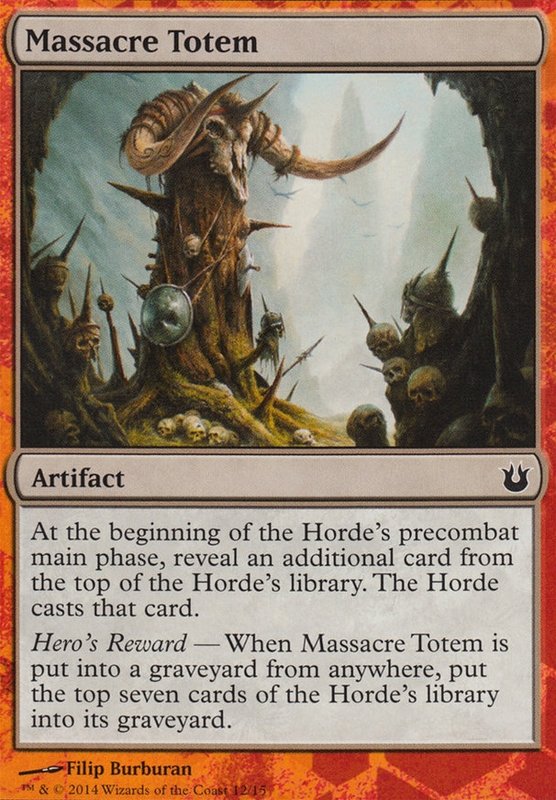 Massacre Totem
Artifact
At the beginning of the Horde's precombat
main phase, reveal an additional card from
the top of the Horde's library. The Horde
casts that card.
Hero's Reward — When Massacre Totem is
put into a graveyard from anywhere, put
the top seven cards of the Horde's library
into its graveyard.
Filip Burburan
™ & © 2014 Wizards of the Coast 12/15